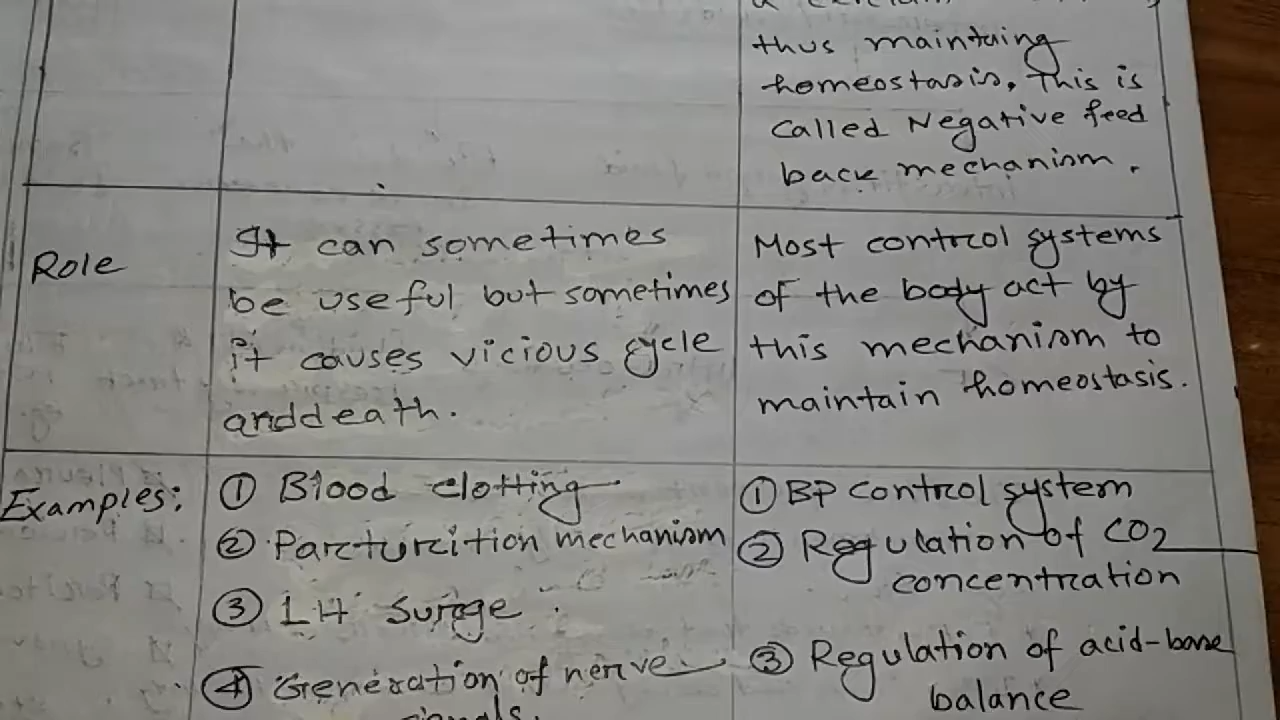 thus maintaing
homeostasis. This is
called Negative feed
back mechanism.
Role
It can sometimes
be useful but sometimes
it causes vicious cycle
and death.
Most control systems
of the body act by
this mechanism to
maintain homeostasis.
Examples:
① Blood clotting
② Parturition mechanism
③ LH surge
④ Generation of nerve
① BP control system
② Regulation of CO2
concentration
③ Regulation of acid-base
balance